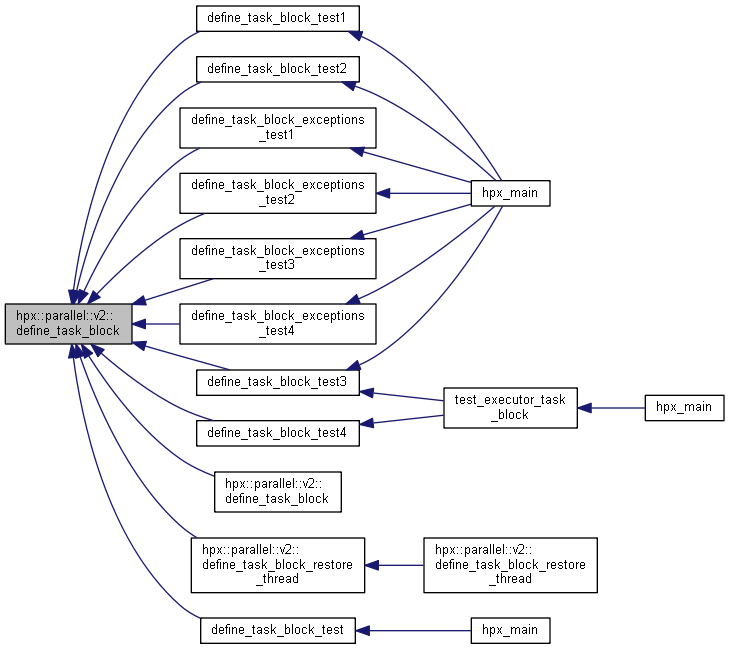 define_task_block_test1
define_task_block_test2
define_task_block_exceptions
_test1
define_task_block_exceptions
_test2
hpx_main
define_task_block_exceptions
_test3
hpx::parallel::v2::
define_task_block
define_task_block_exceptions
_test4
define_task_block_test3
test_executor_task
_block
hpx_main
define_task_block_test4
hpx::parallel::v2::
define_task_block
hpx::parallel::v2::
define_task_block_restore
_thread
hpx::parallel::v2::
define_task_block_restore
_thread
define_task_block_test
hpx_main